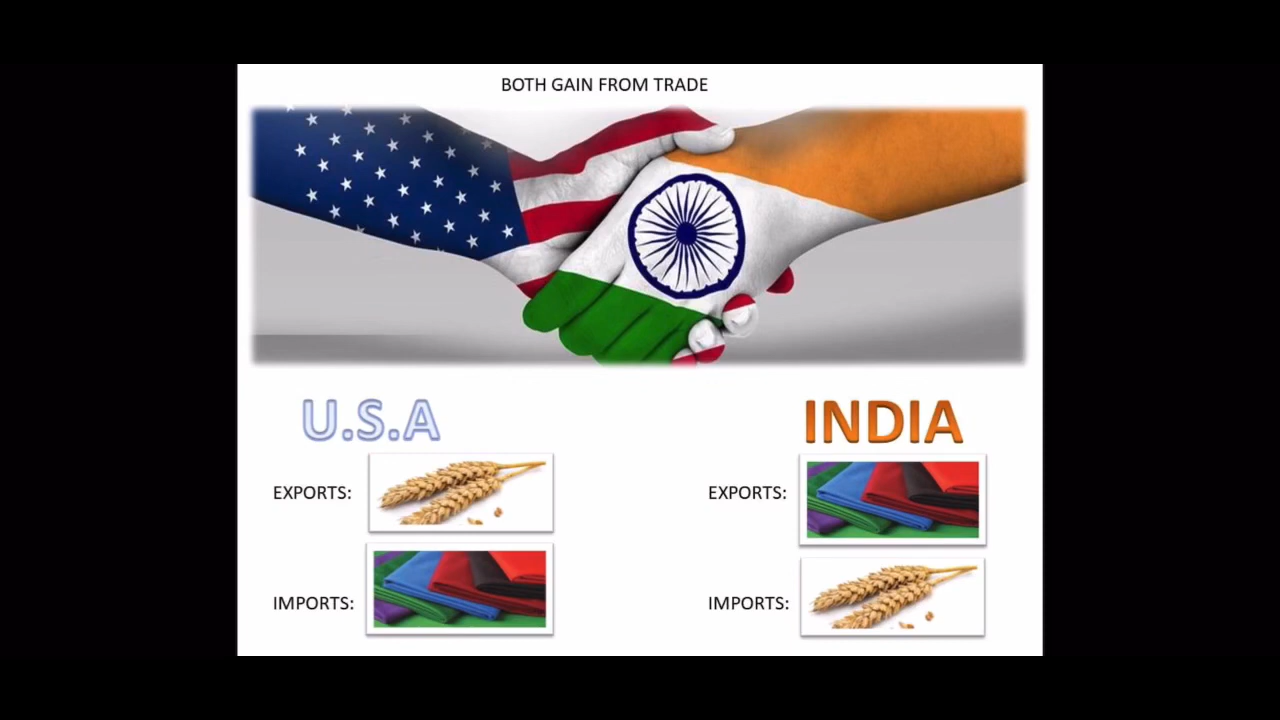 BOTH GAIN FROM TRADE
U.S.A
INDIA
EXPORTS:
EXPORTS:
IMPORTS:
IMPORTS: